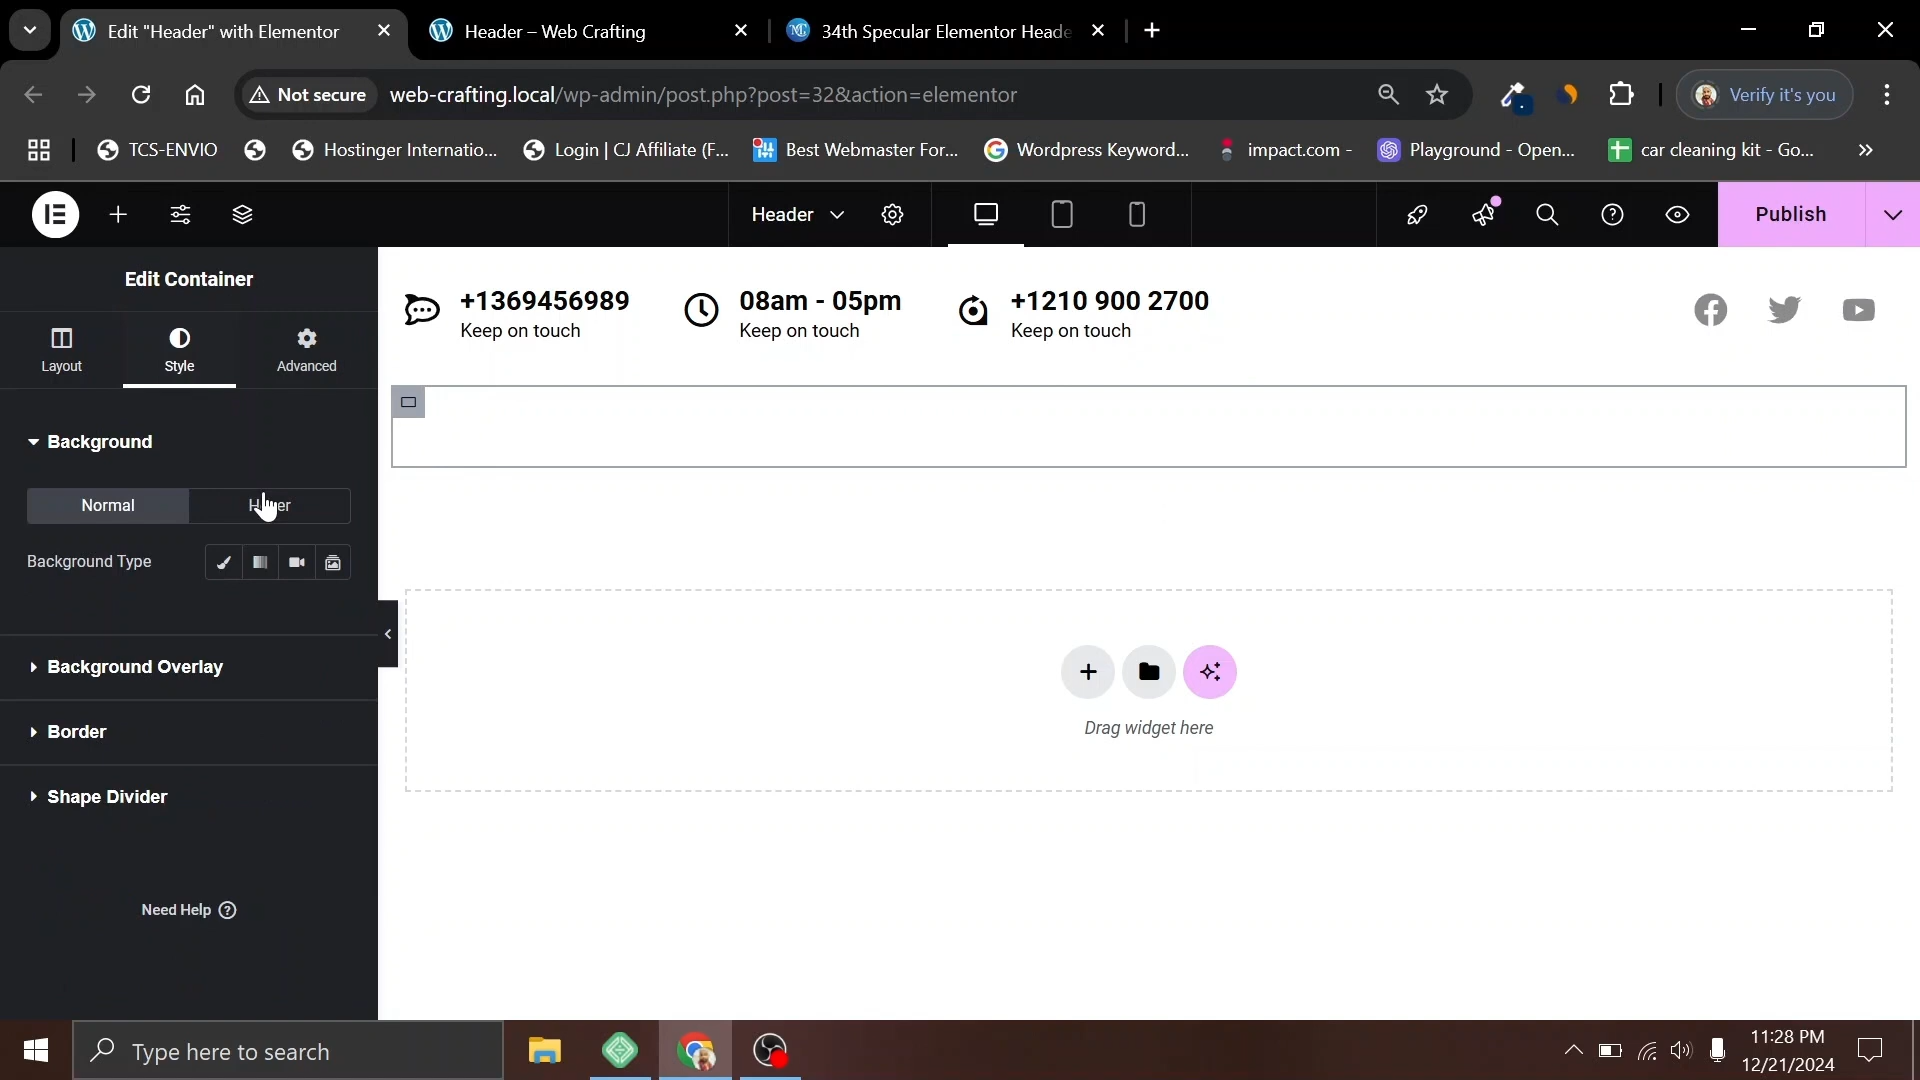 Edit "Header" with Elementor
Header – Web Crafting
34th Specular Elementor Heade
Not secure
web-crafting.local/wp-admin/post.php?post=32&action=elementor
Verify it's you
TCS-ENVIO
Hostinger Internatio...
Login | CJ Affiliate (F...
Best Webmaster For...
Wordpress Keyword...
impact.com -
Playground - Open...
car cleaning kit - Go...
Header
Publish
Edit Container
Layout
Style
Advanced
+1369456989
Keep on touch
08am - 05pm
Keep on touch
+1210 900 2700
Keep on touch
Background
Normal
Background Type
Background Overlay
Border
Shape Divider
Need Help
Drag widget here
Type here to search
11:28 PM
12/21/2024